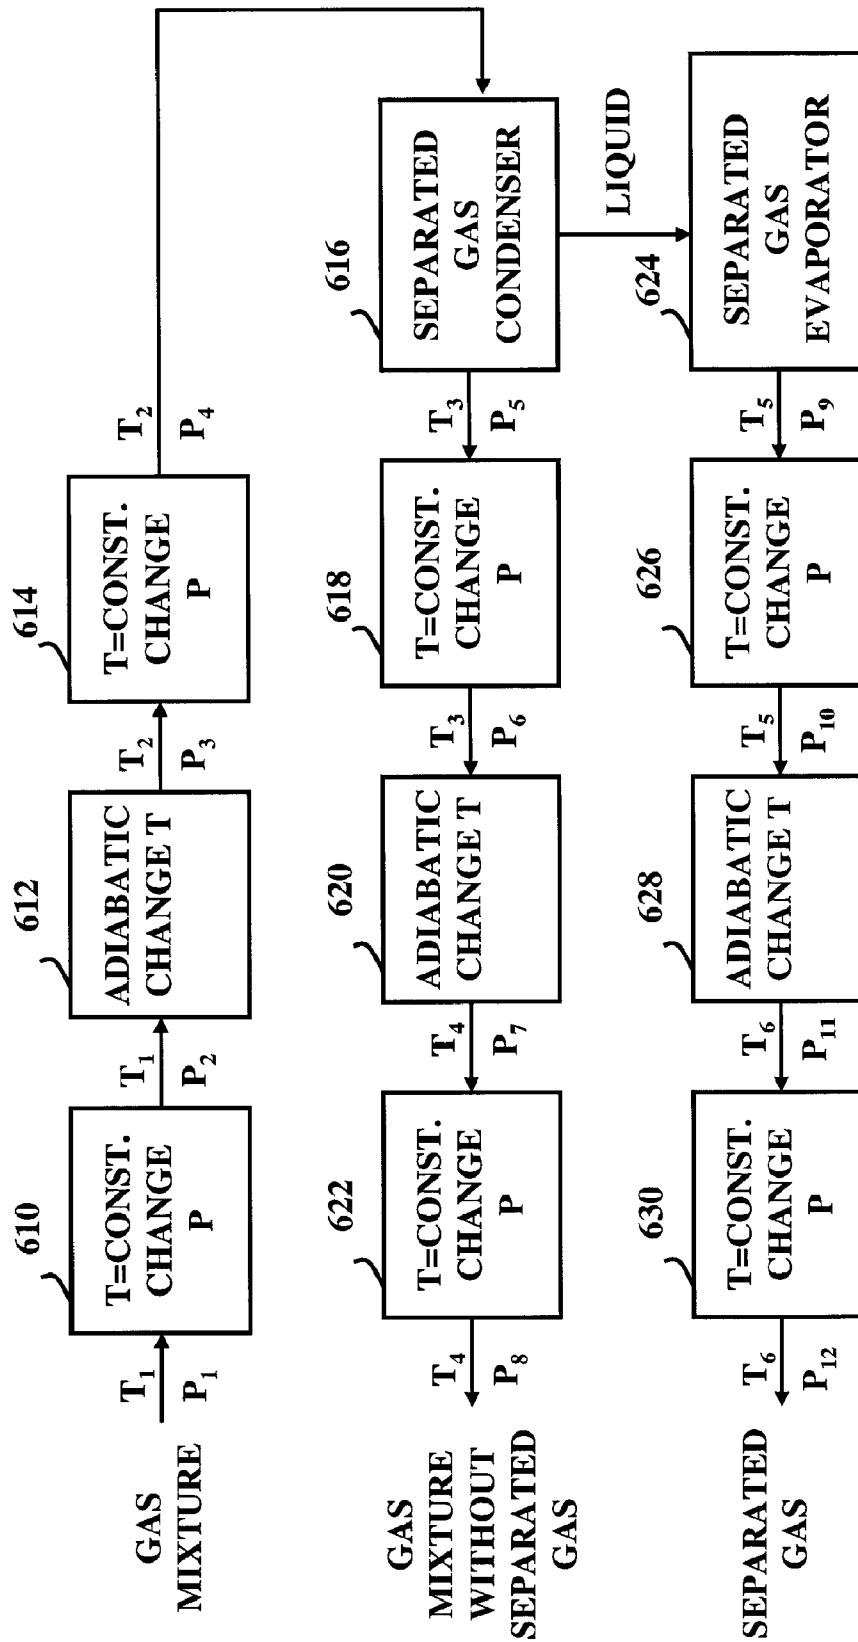 GAS
MIXTURE
T1
P1
610
T=CONST.
CHANGE
P
T1
P2
612
ADIABATIC
CHANGE T
T2
P3
614
T=CONST.
CHANGE
P
T2
P4
616
SEPARATED
GAS
CONDENSER
LIQUID
T3
P5
618
T=CONST.
CHANGE
P
T3
P6
620
ADIABATIC
CHANGE T
T4
P7
622
T=CONST.
CHANGE
P
T4
P8
GAS
MIXTURE
WITHOUT
SEPARATED
GAS
624
SEPARATED
GAS
EVAPORATOR
T5
P9
626
T=CONST.
CHANGE
P
T5
P10
628
ADIABATIC
CHANGE T
T6
P11
630
T=CONST.
CHANGE
P
T6
P12
SEPARATED
GAS